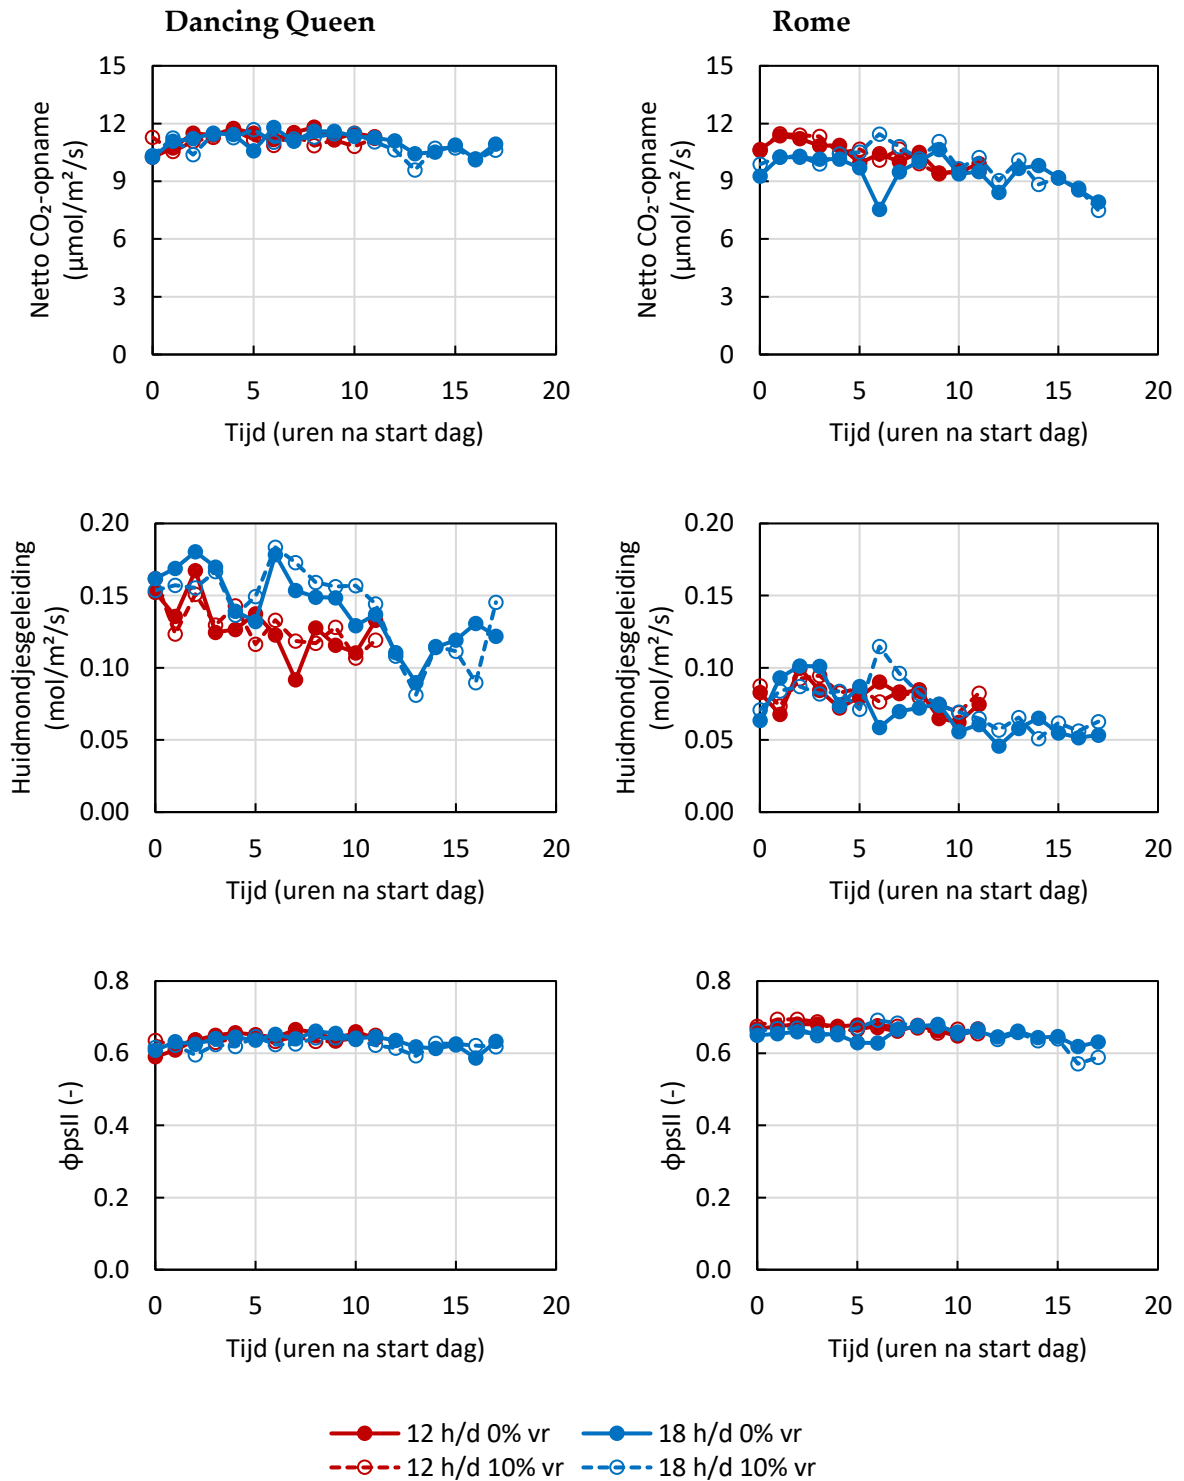 Dancing Queen
Rome
Netto CO₂-opname
(µmol/m²/s)
15
12
9
6
3
0
0 5 10 15 20
Tijd (uren na start dag)
Netto CO₂-opname
(µmol/m²/s)
15
12
9
6
3
0
0 5 10 15 20
Tijd (uren na start dag)
Huidmondjesgeleiding
(mol/m²/s)
0.20
0.15
0.10
0.05
0.00
0 5 10 15 20
Tijd (uren na start dag)
Huidmondjesgeleiding
(mol/m²/s)
0.20
0.15
0.10
0.05
0.00
0 5 10 15 20
Tijd (uren na start dag)
ϕpsII (-)
0.8
0.6
0.4
0.2
0.0
0 5 10 15 20
Tijd (uren na start dag)
ϕpsII (-)
0.8
0.6
0.4
0.2
0.0
0 5 10 15 20
Tijd (uren na start dag)
12 h/d 0% vr
18 h/d 0% vr
12 h/d 10% vr
18 h/d 10% vr